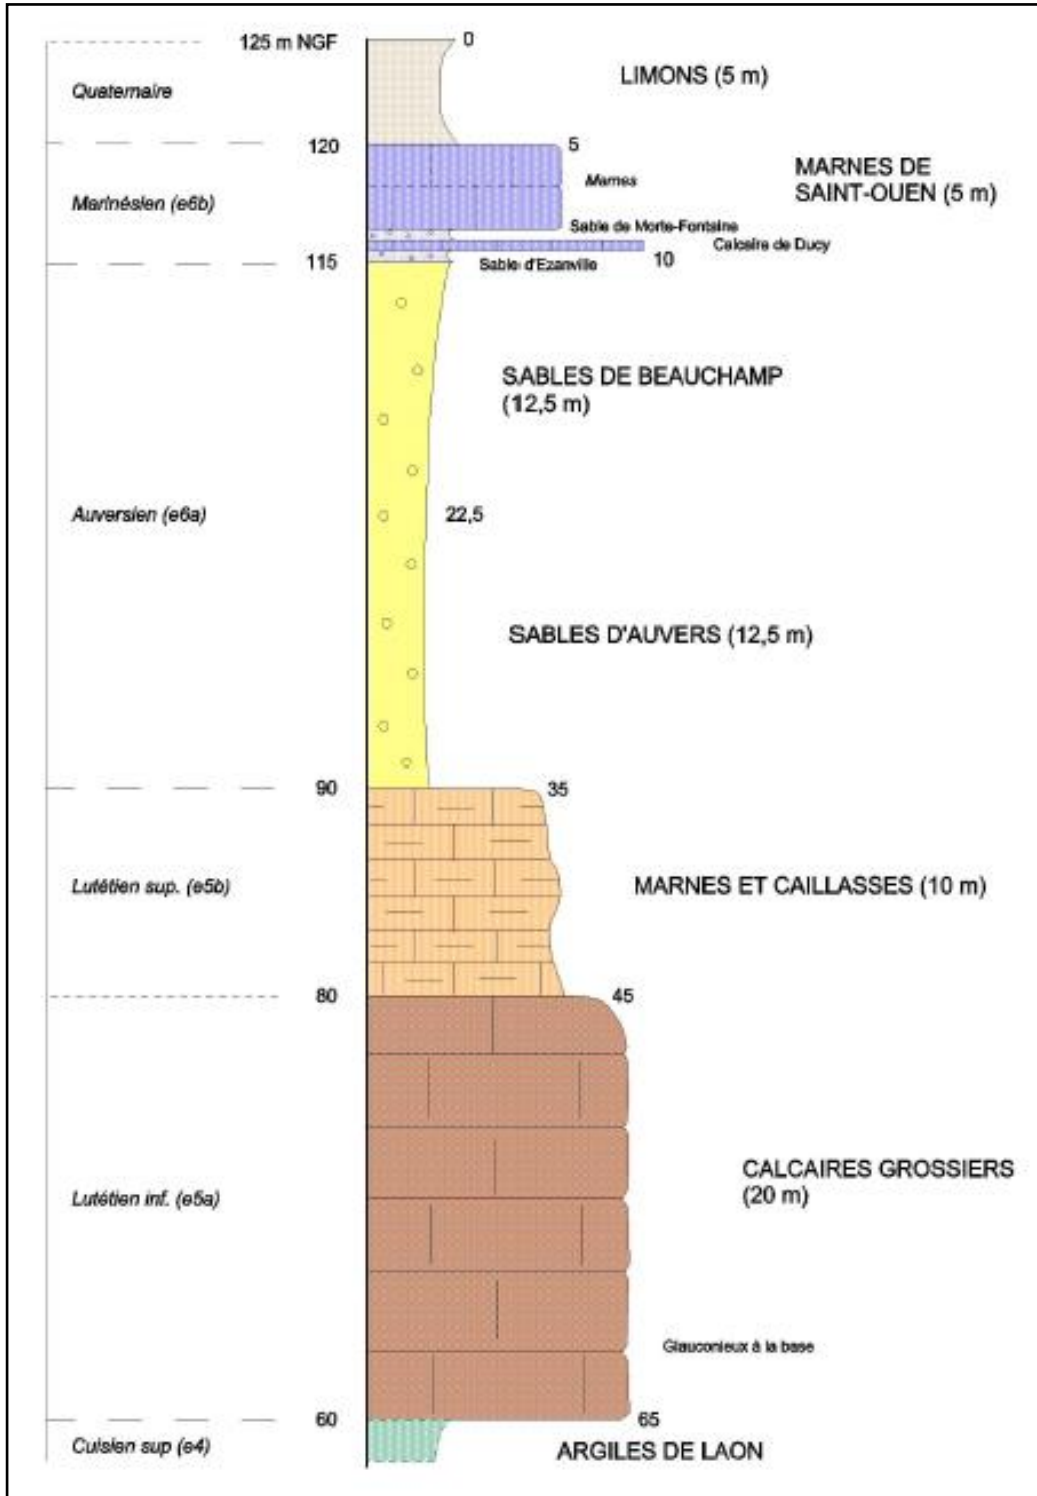 125 m NGF
0
Quaternaire
LIMONS (5 m)
120
5
Marinésien (e6b)
Marnes
MARNES DE
SAINT-OUEN (5 m)
Sable de Morte-Fontaine
Calcaire de Ducy
10
115
Sable d'Ezanville
SABLES DE BEAUCHAMP
(12,5 m)
Auversien (e6a)
22,5
SABLES D'AUVERS (12,5 m)
90
35
Lutétien sup. (e5b)
MARNES ET CAILLASSES (10 m)
80
45
Lutétien inf. (e5a)
CALCAIRES GROSSIERS
(20 m)
Glauconieux à la base
60
65
Cuisien sup (e4)
ARGILES DE LAON